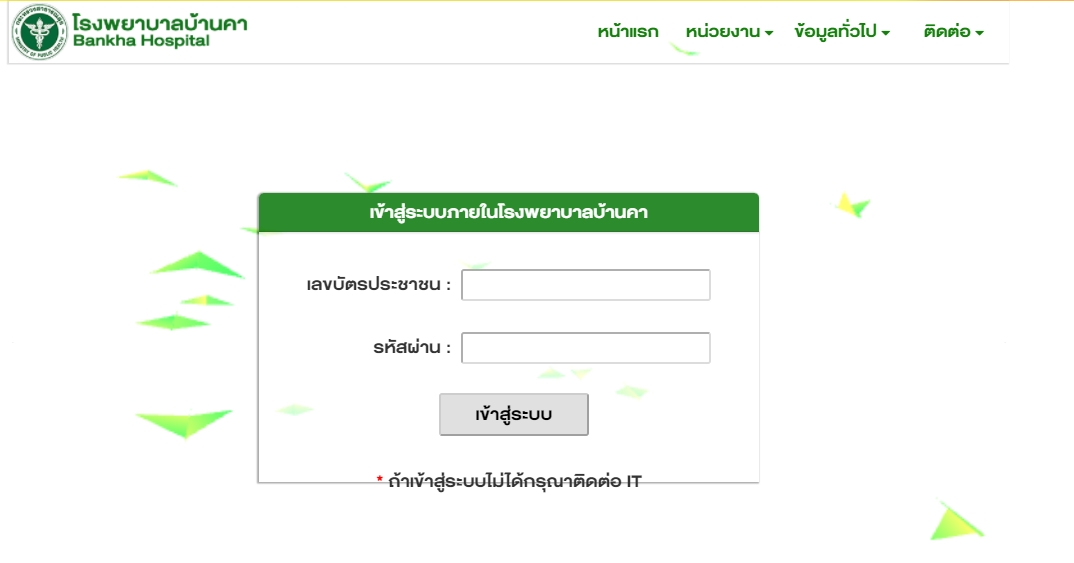 โรงพยาบาลบ้านคา
Bankha Hospital
หน้าแรก หน่วยงาน ข้อมูลทั่วไป ติดต่อ
เข้าสู่ระบบภายในโรงพยาบาลบ้านคา
เลขบัตรประชาชน :
รหัสผ่าน :
เข้าสู่ระบบ
* ถ้าเข้าสู่ระบบไม่ได้กรุณาติดต่อ IT